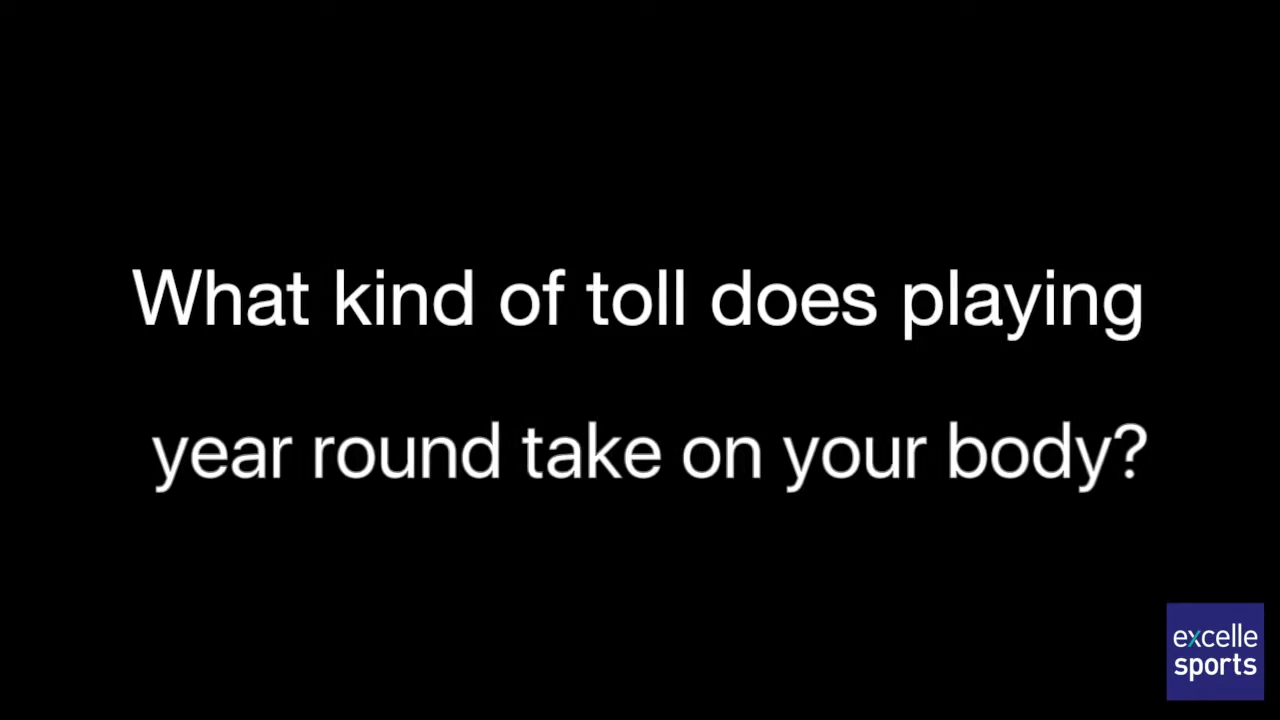 What kind of toll does playing
year round take on your body?
excelle
sports